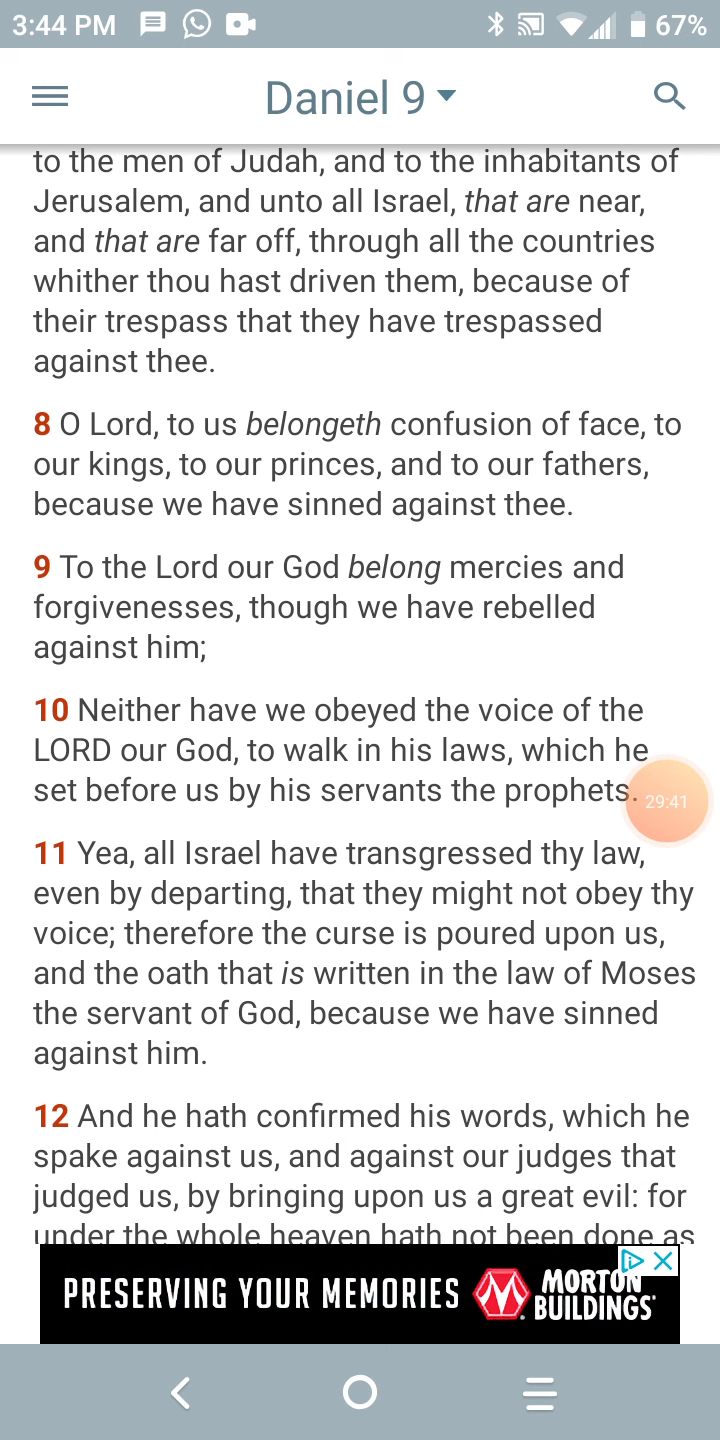 3:44 PM 67%
Daniel 9
to the men of Judah, and to the inhabitants of
Jerusalem, and unto all Israel, that are near,
and that are far off, through all the countries
whither thou hast driven them, because of
their trespass that they have trespassed
against thee.
8 O Lord, to us belongeth confusion of face, to
our kings, to our princes, and to our fathers,
because we have sinned against thee.
9 To the Lord our God belong mercies and
forgivenesses, though we have rebelled
against him;
10 Neither have we obeyed the voice of the
LORD our God, to walk in his laws, which he
set before us by his servants the prophets.
29:41
11 Yea, all Israel have transgressed thy law,
even by departing, that they might not obey thy
voice; therefore the curse is poured upon us,
and the oath that is written in the law of Moses
the servant of God, because we have sinned
against him.
12 And he hath confirmed his words, which he
spake against us, and against our judges that
judged us, by bringing upon us a great evil: for
under the whole heaven hath not been done as
PRESERVING YOUR MEMORIES
MORTON
BUILDINGS